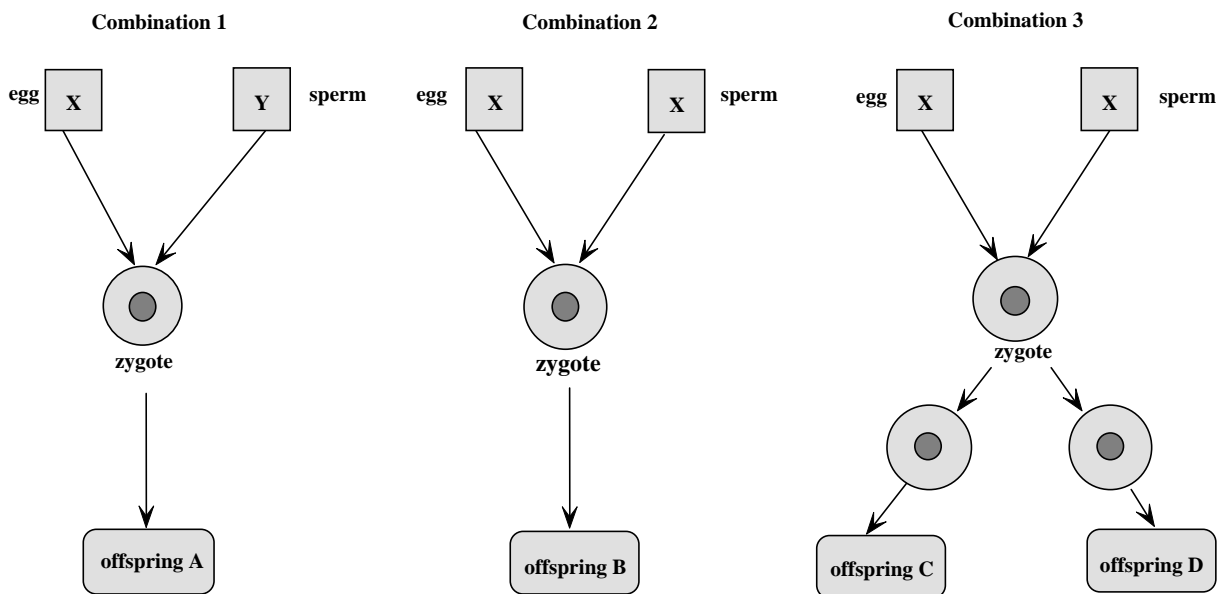 Combination 1
egg
X
Y
sperm
zygote
offspring A
Combination 2
egg
X
X
sperm
zygote
offspring B
Combination 3
egg
X
X
sperm
zygote
offspring C
offspring D